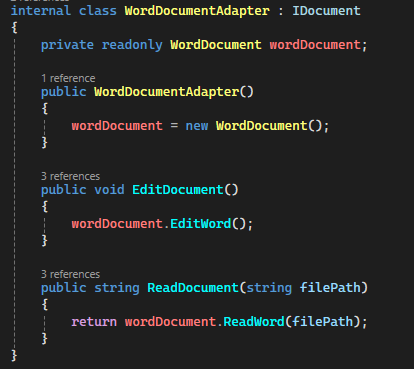 internal class WordDocumentAdapter : IDocument
{
private readonly WordDocument wordDocument;
1 reference
public WordDocumentAdapter()
{
wordDocument = new WordDocument();
}
3 references
public void EditDocument()
{
wordDocument.EditWord();
}
3 references
public string ReadDocument(string filePath)
{
return wordDocument.ReadWord(filePath);
}
}